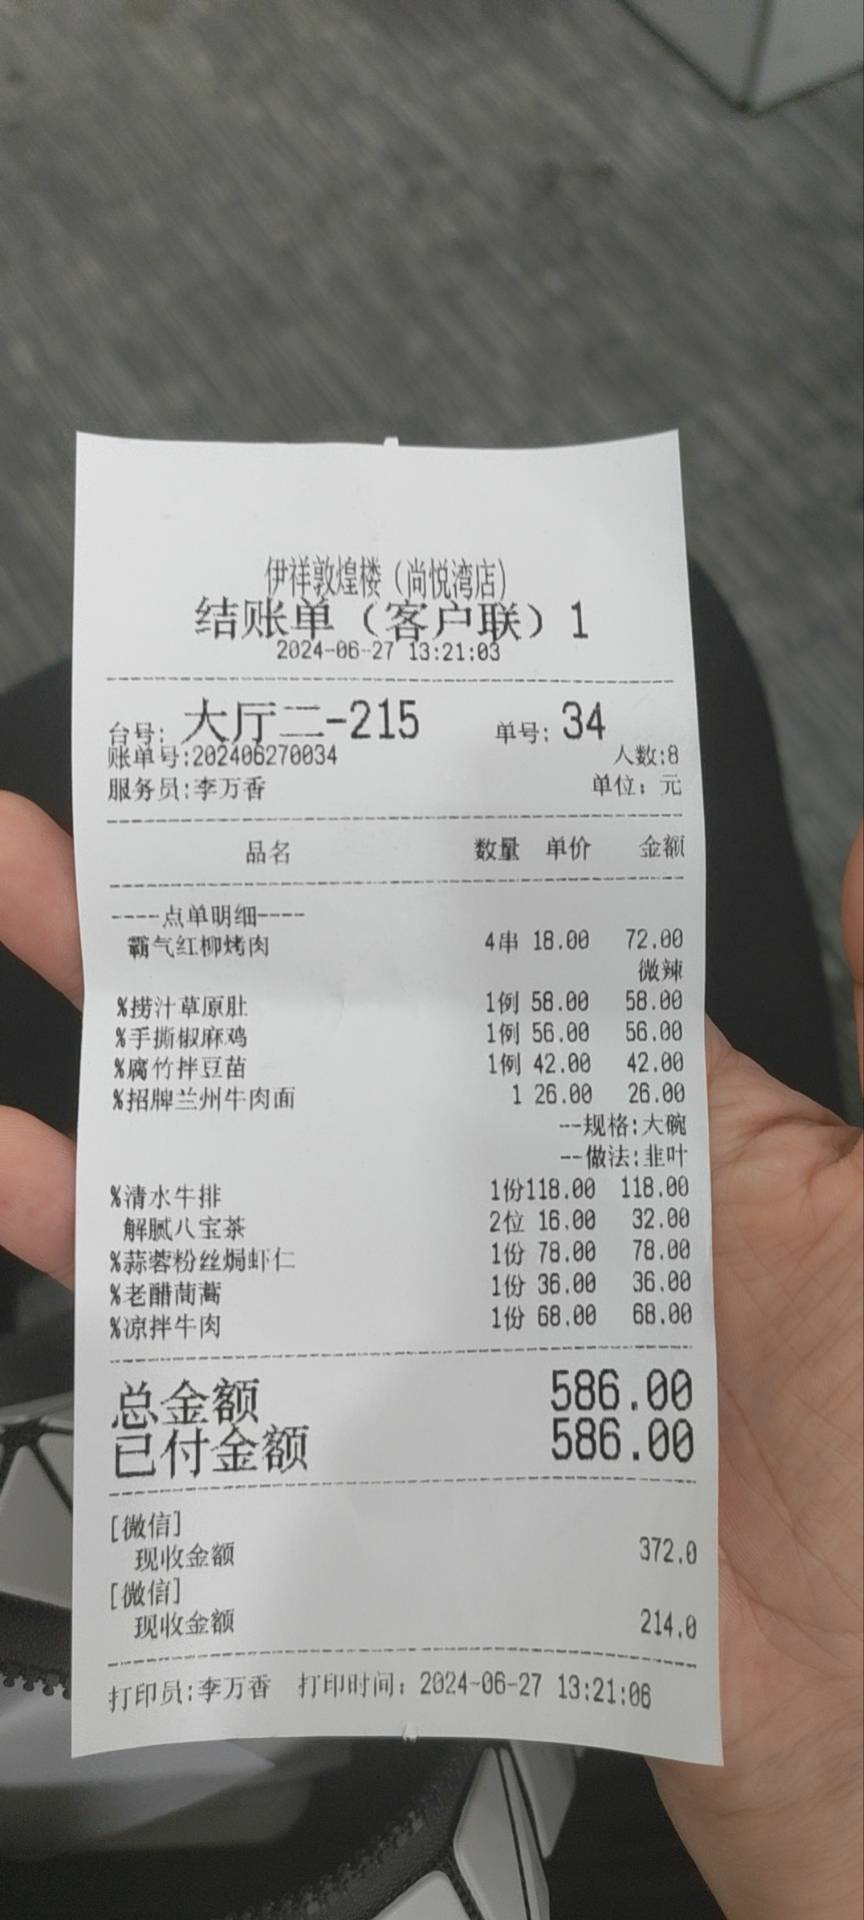 伊祥敦煌楼（尚悦湾店）
结账单（客户联）1
2024-06-27 13:21:03
台号：大厅二-215 单号：34
账单号:202406270034 人数:8
服务员:李万香 单位：元
品名 数量 单价 金额
----点单明细----
霸气红柳烤肉 4串 18.00 72.00
微辣
%捞汁草原肚 1例 58.00 58.00
%手撕椒麻鸡 1例 56.00 56.00
%腐竹拌豆苗 1例 42.00 42.00
%招牌兰州牛肉面 1 26.00 26.00
--规格:大碗
--做法:韭叶
%清水牛排 1份118.00 118.00
解腻八宝茶 2位 16.00 32.00
%蒜蓉粉丝焗虾仁 1份 78.00 78.00
%老醋茼蒿 1份 36.00 36.00
%凉拌牛肉 1份 68.00 68.00
总金额 586.00
已付金额 586.00
[微信]
现收金额 372.0
[微信]
现收金额 214.0
打印员:李万香 打印时间：2024-06-27 13:21:06